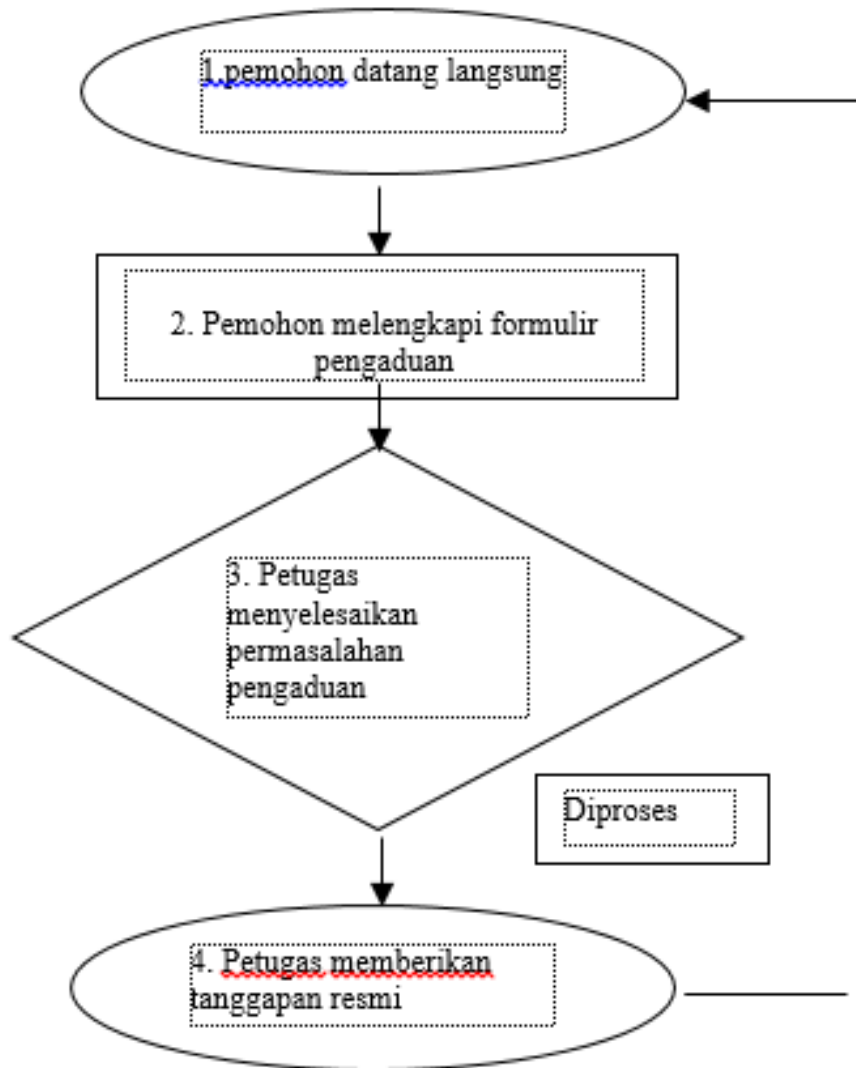 1.pemohon datang langsung
2. Pemohon melengkapi formulir
pengaduan
3. Petugas
menyelesaikan
permasalahan
pengaduan
Diproses
4. Petugas memberikan
tanggapan resmi